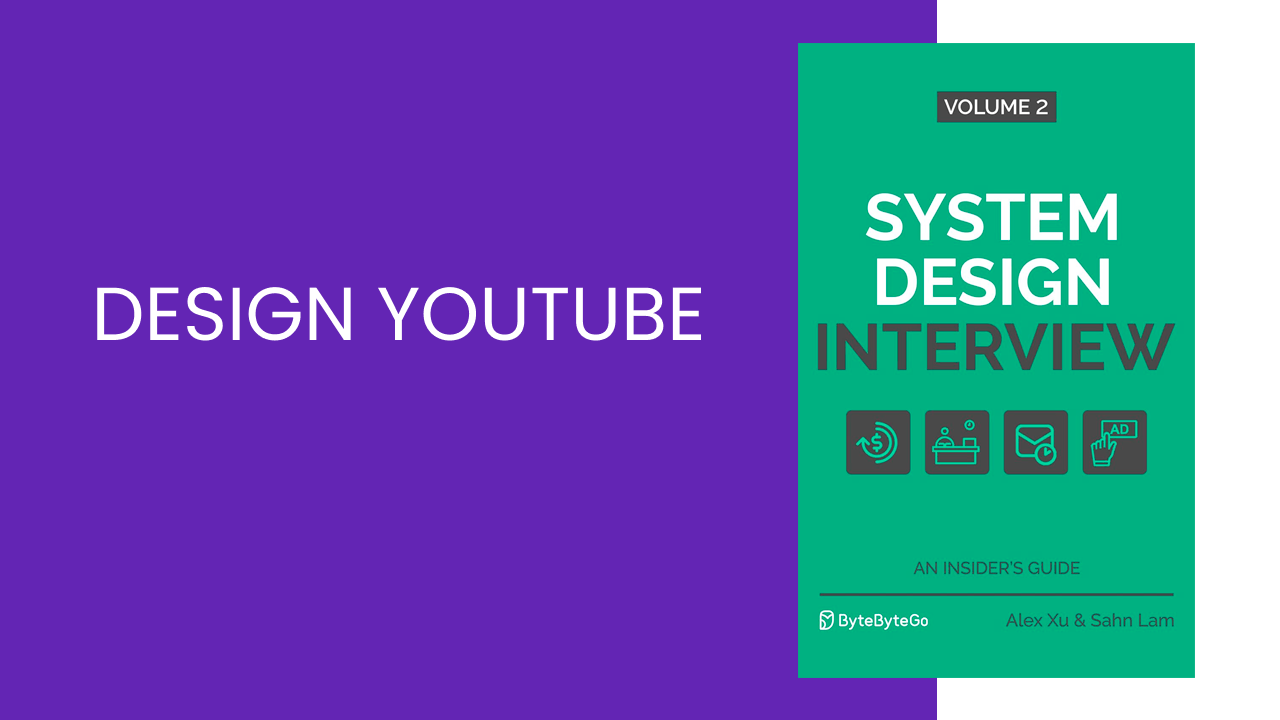 DESIGN YOUTUBE
VOLUME 2
SYSTEM
DESIGN
INTERVIEW
AD
AN INSIDER'S GUIDE
ByteByteGo
Alex Xu & Sahn Lam